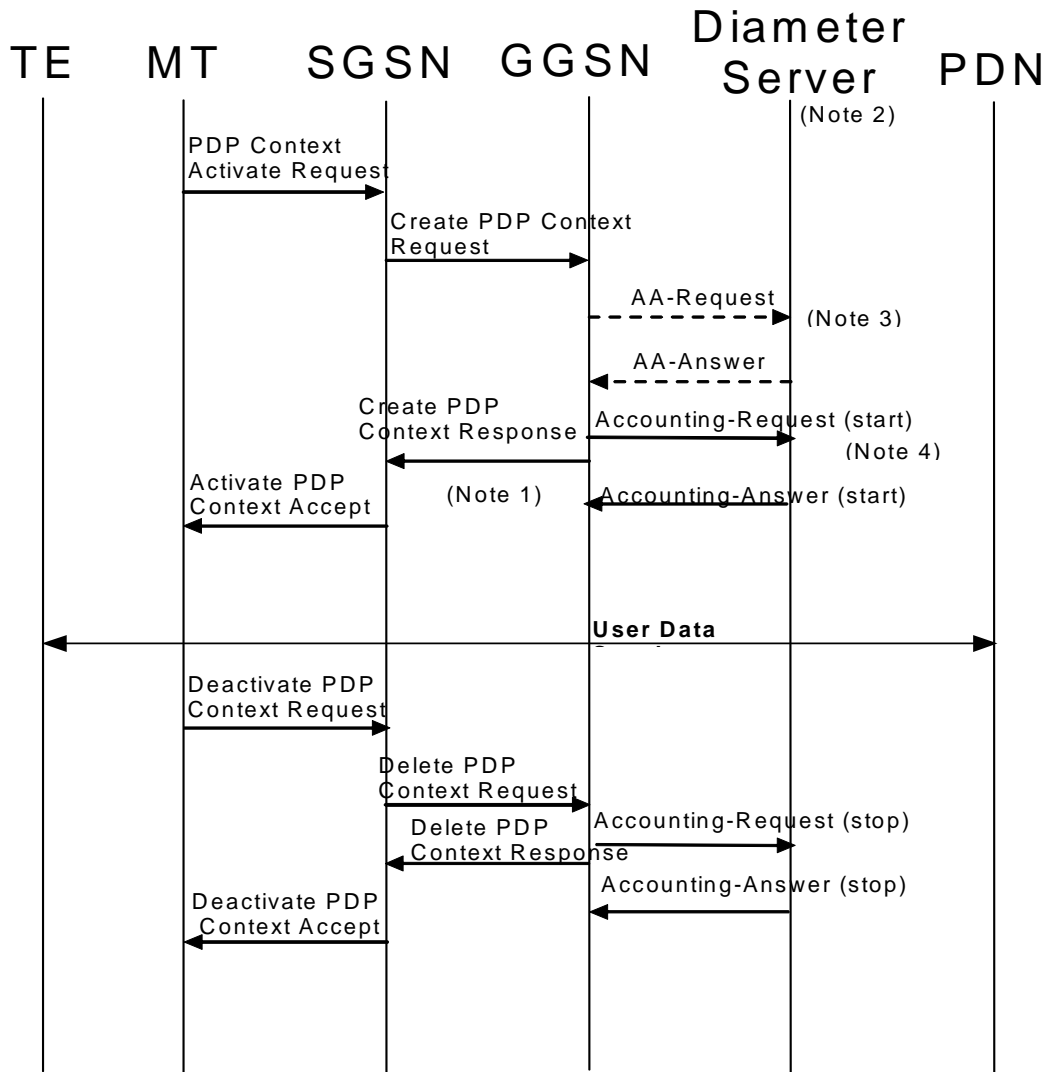 TE
MT
SGSN
GGSN
Diameter
Server
PDN
(Note 2)
PDP Context
Activate Request
Create PDP Context
Request
AA-Request
(Note 3)
AA-Answer
Create PDP
Context Response
Accounting-Request (start)
(Note 4)
Activate PDP
Context Accept
(Note 1)
Accounting-Answer (start)
User Data
Deactivate PDP
Context Request
Delete PDP
Context Request
Accounting-Request (stop)
Delete PDP
Context Response
Accounting-Answer (stop)
Deactivate PDP
Context Accept